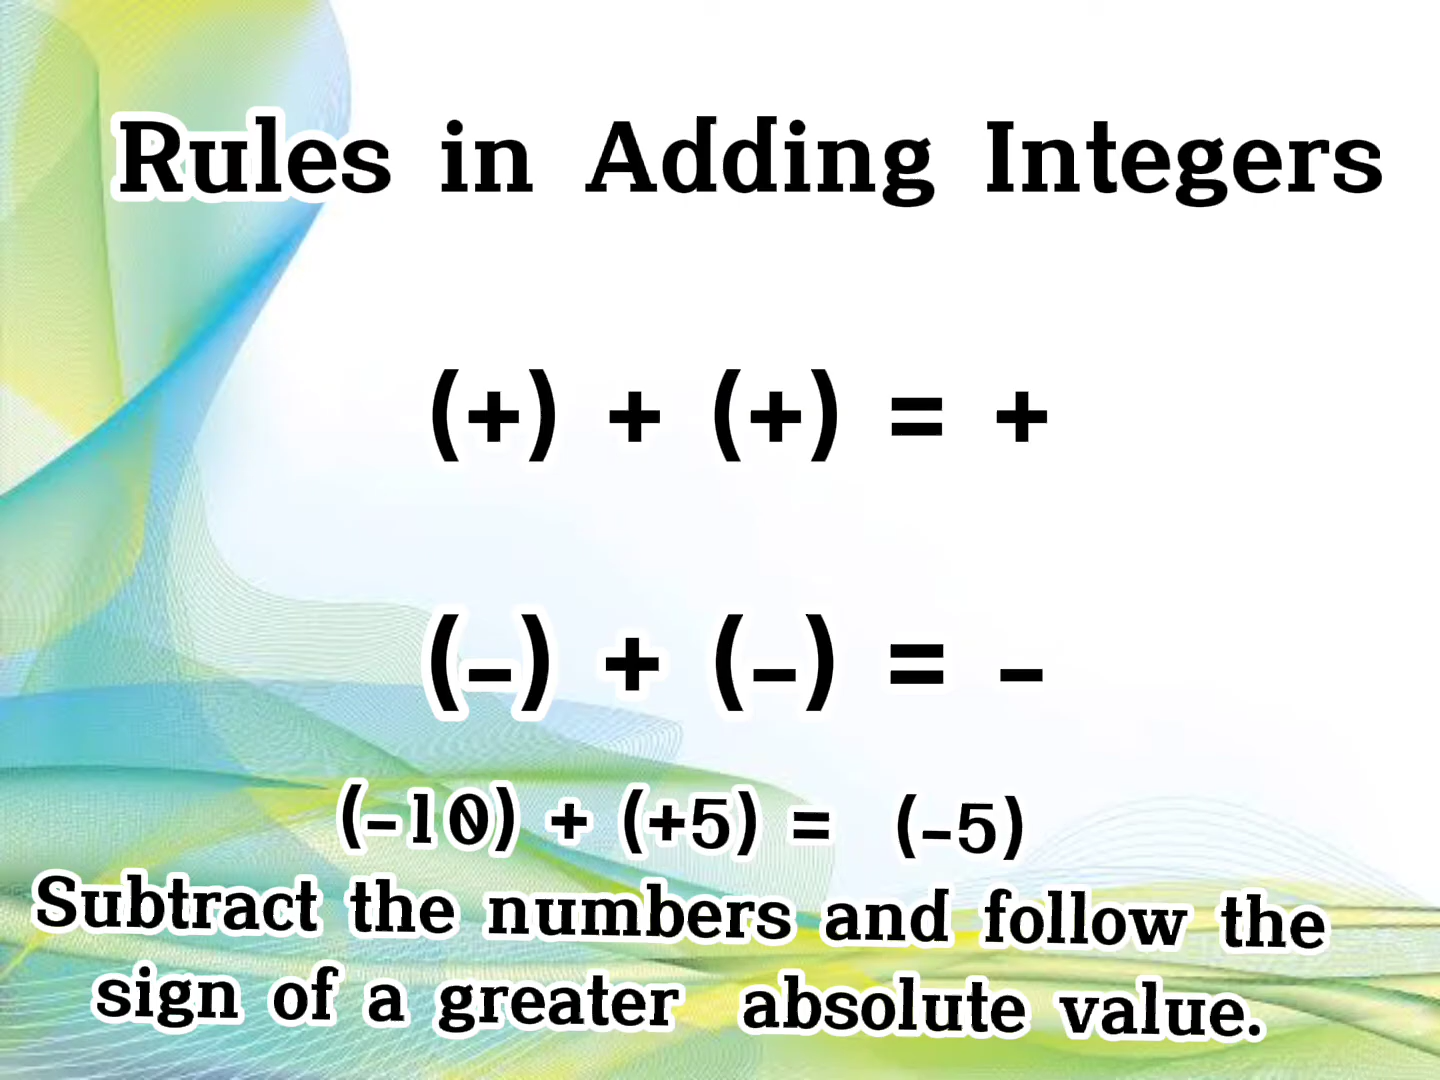 Rules in Adding Integers
(+) + (+) = +
(-) + (-) = -
(-10) + (+5) = (-5)
Subtract the numbers and follow the
sign of a greater absolute value.